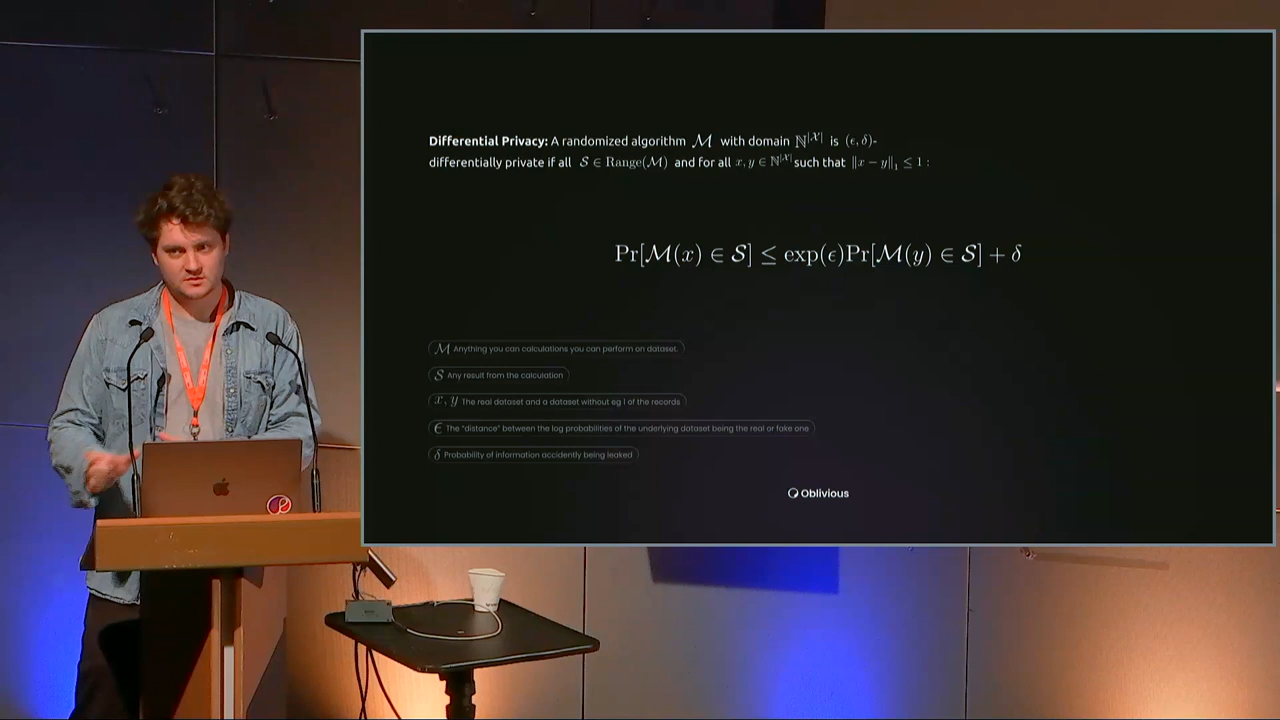 Differential Privacy: A randomized algorithm ℳ with domain ℕ^|𝒳| is (ϵ, δ)-
differentially private if all 𝒮 ∈ Range(ℳ) and for all x, y ∈ ℕ^|𝒳| such that ‖x − y‖₁ ≤ 1 :
Pr[ℳ(x) ∈ 𝒮] ≤ exp(ϵ)Pr[ℳ(y) ∈ 𝒮] + δ
ℳ Anything you can calculations you can perform on dataset.
𝒮 Any result from the calculation
x, y The real dataset and a dataset without eg 1 of the records
ϵ The "distance" between the log probabilities of the underlying dataset being the real or fake one
δ Probability of information accidently being leaked
Oblivious